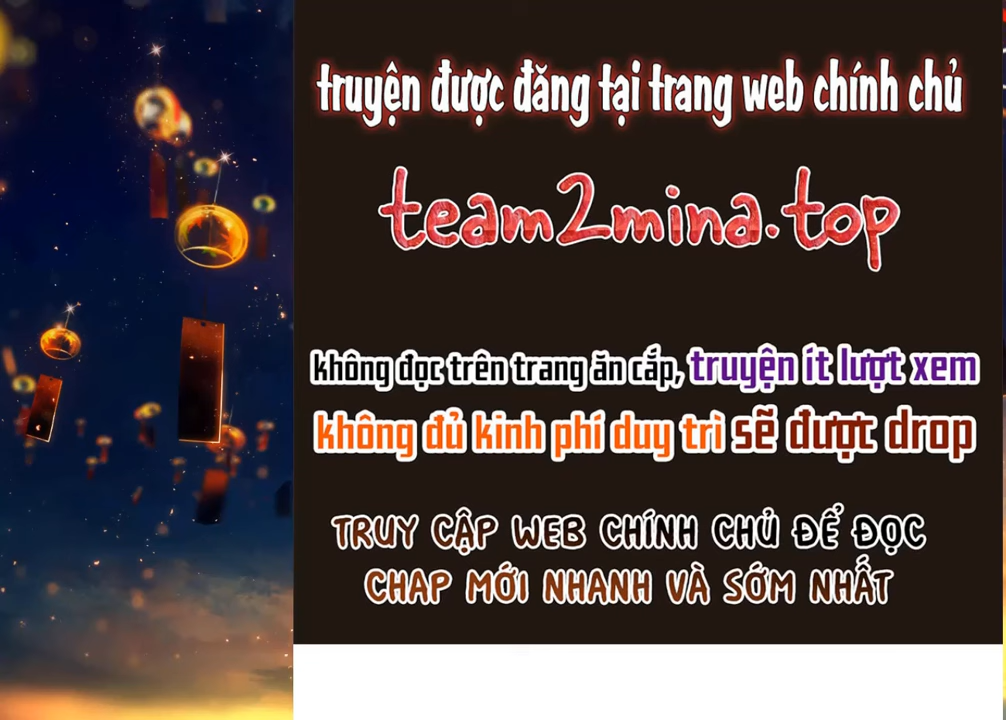 truyện được đăng tại trang web chính chủ
team2mina.top
không đọc trên trang ăn cắp, truyện ít lượt xem
không đủ kinh phí duy trì sẽ được drop
TRUY CẬP WEB CHÍNH CHỦ ĐỂ ĐỌC
CHAP MỚI NHANH VÀ SỚM NHẤT